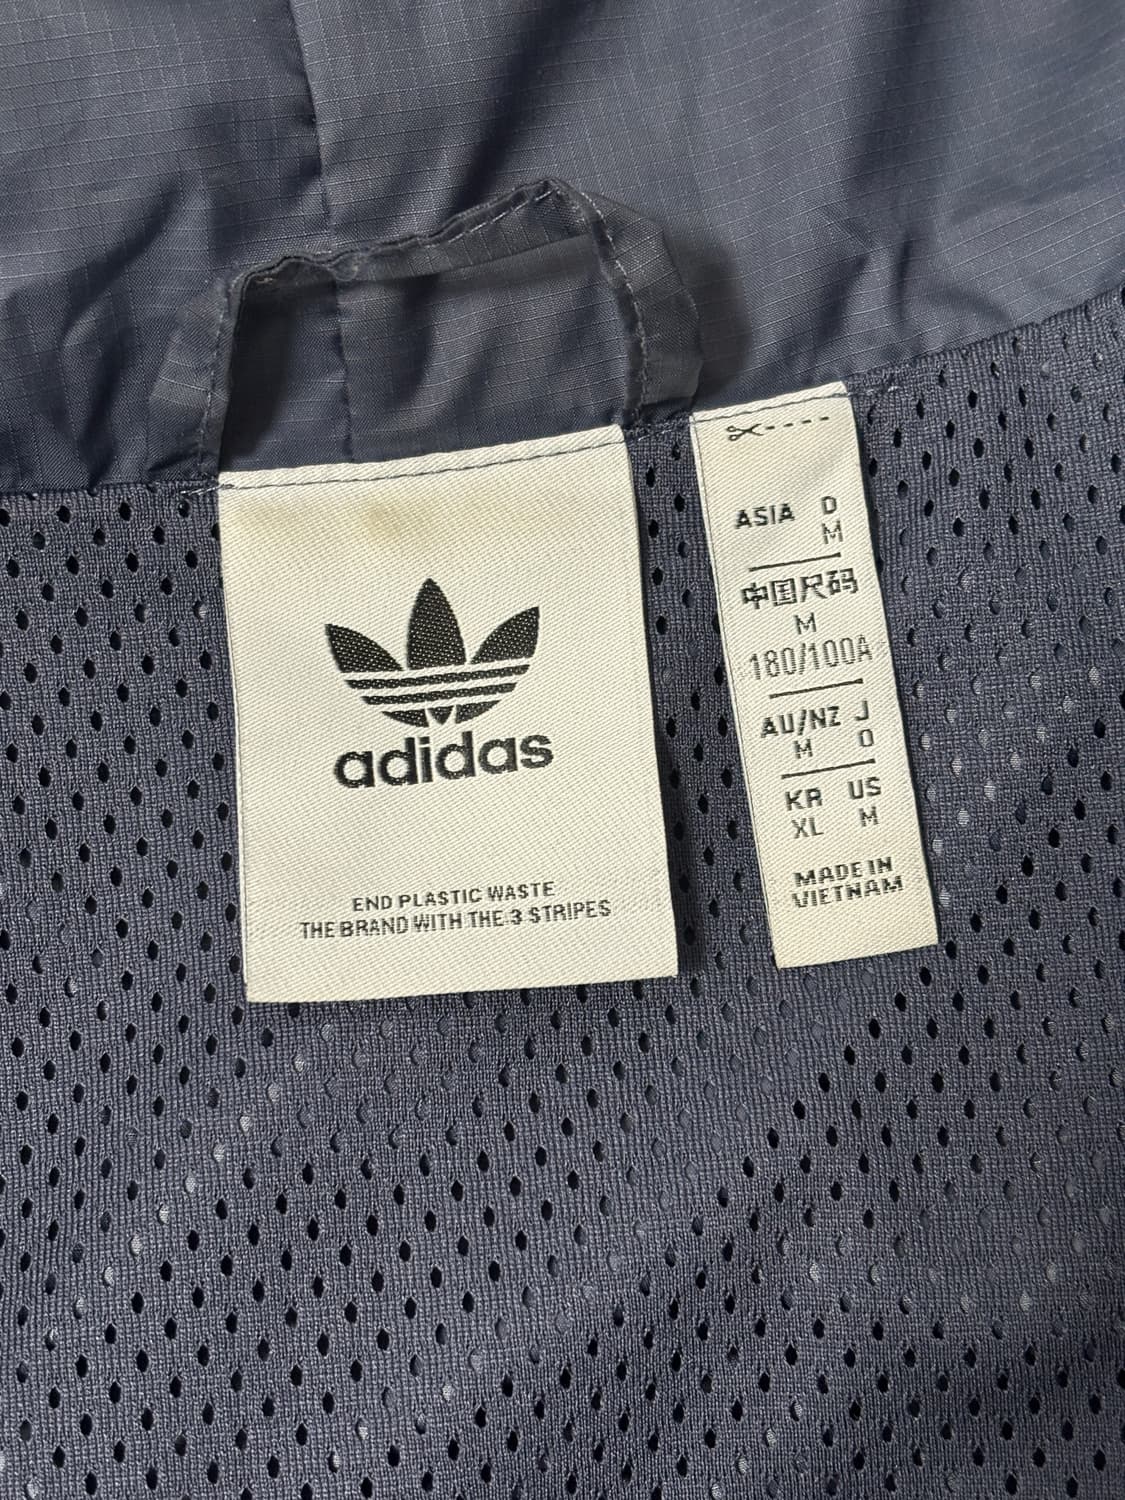 adidas
END PLASTIC WASTE
THE BRAND WITH THE 3 STRIPES
ASIA D
M
中国尺码
M
180/100A
AU/NZ J
M O
KR US
XL M
MADE IN
VIETNAM